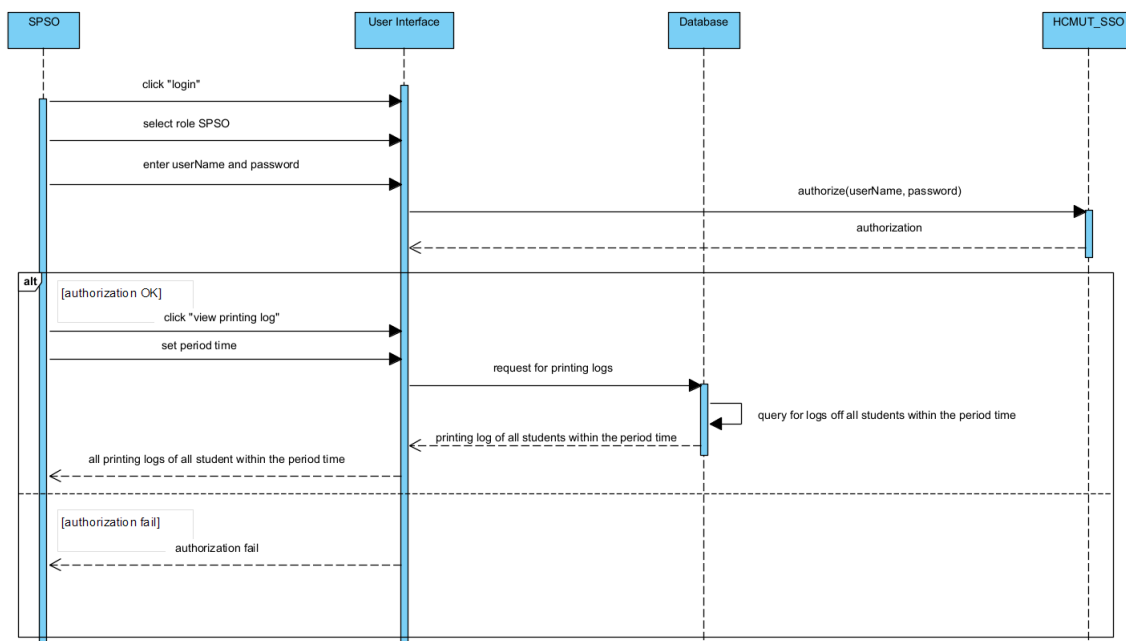 SPSO
User Interface
Database
HCMUT_SSO
click "login"
select role SPSO
enter userName and password
authorize(userName, password)
authorization
alt
[authorization OK]
click "view printing log"
set period time
request for printing logs
query for logs off all students within the period time
printing log of all students within the period time
all printing logs of all student within the period time
[authorization fail]
authorization fail